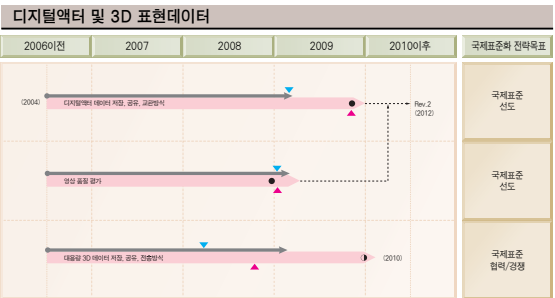 디지털액터 및 3D 표현데이터
2006이전 2007 2008 2009 2010이후 국제표준화 전략목표
(2004) 디지털액터 데이터 저장, 공유, 교환방식 Rev.2
(2012)
국제표준
선도
영상 품질 평가
국제표준
선도
대용량 3D 데이터 저장, 공유, 전송방식 (2010)
국제표준
협력/경쟁